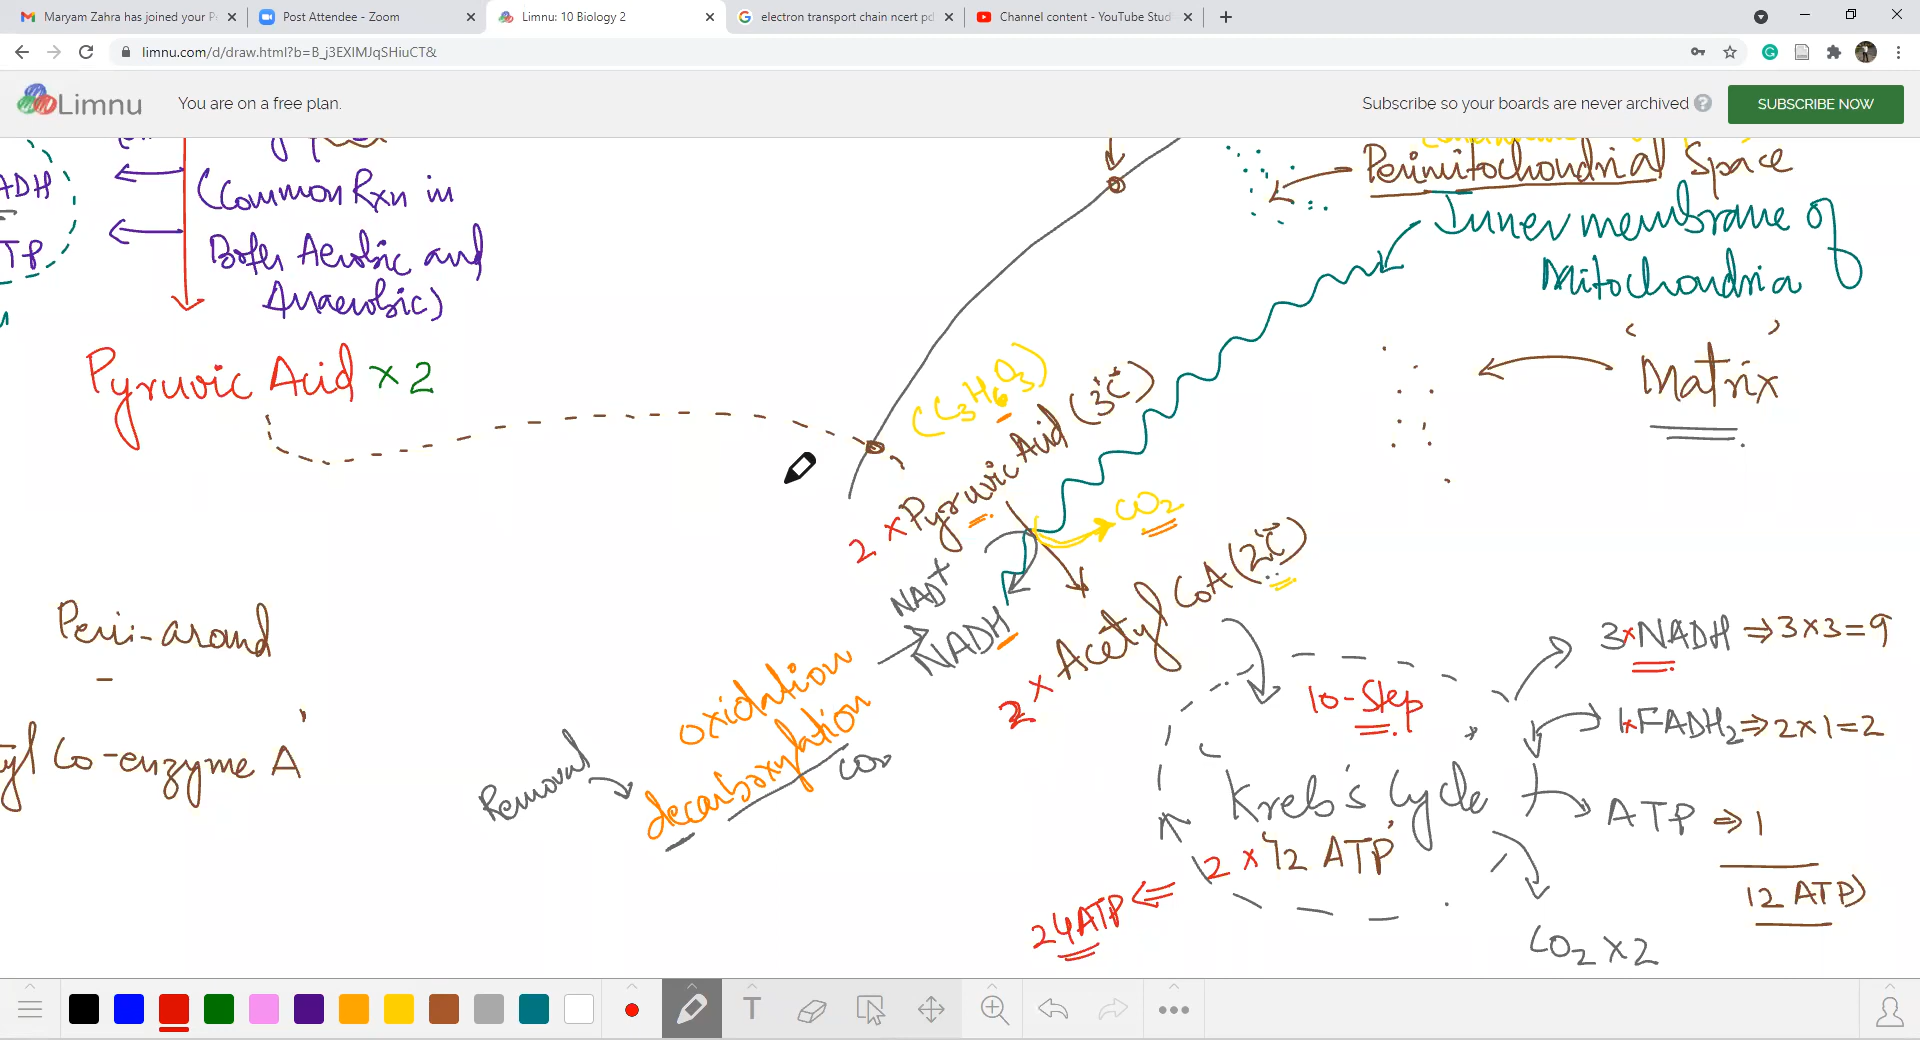 Maryam Zahra has joined your P
Post Attendee - Zoom
Limnu: 10 Biology 2
electron transport chain ncert pd
Channel content - YouTube Stud
limnu.com/d/draw.html?b=B_j3EXlMJqSHiuCT&
Limnu
You are on a free plan.
Subscribe so your boards are never archived ?
SUBSCRIBE NOW
ADH
TP
(Common Rxn in
Both Aerobic and
Anaerobic)
Pyruvic Acid × 2
Perimitochondrial Space
Inner membrane of
Mitochondria
'Matrix'
(C3H6O3)
2 × Pyruvic Acid (3C)
CO2
NAD+
NADH
2 × Acetyl CoA (2C)
Peri-around
yl Co-enzyme A'
oxidation
decarboxylation
Removal
10-Step
Kreb's Cycle
2 × '12 ATP'
24ATP
3×NADH ⇒ 3×3=9
1×FADH2 ⇒ 2×1=2
ATP ⇒ 1
12 ATP)
CO2 × 2
T